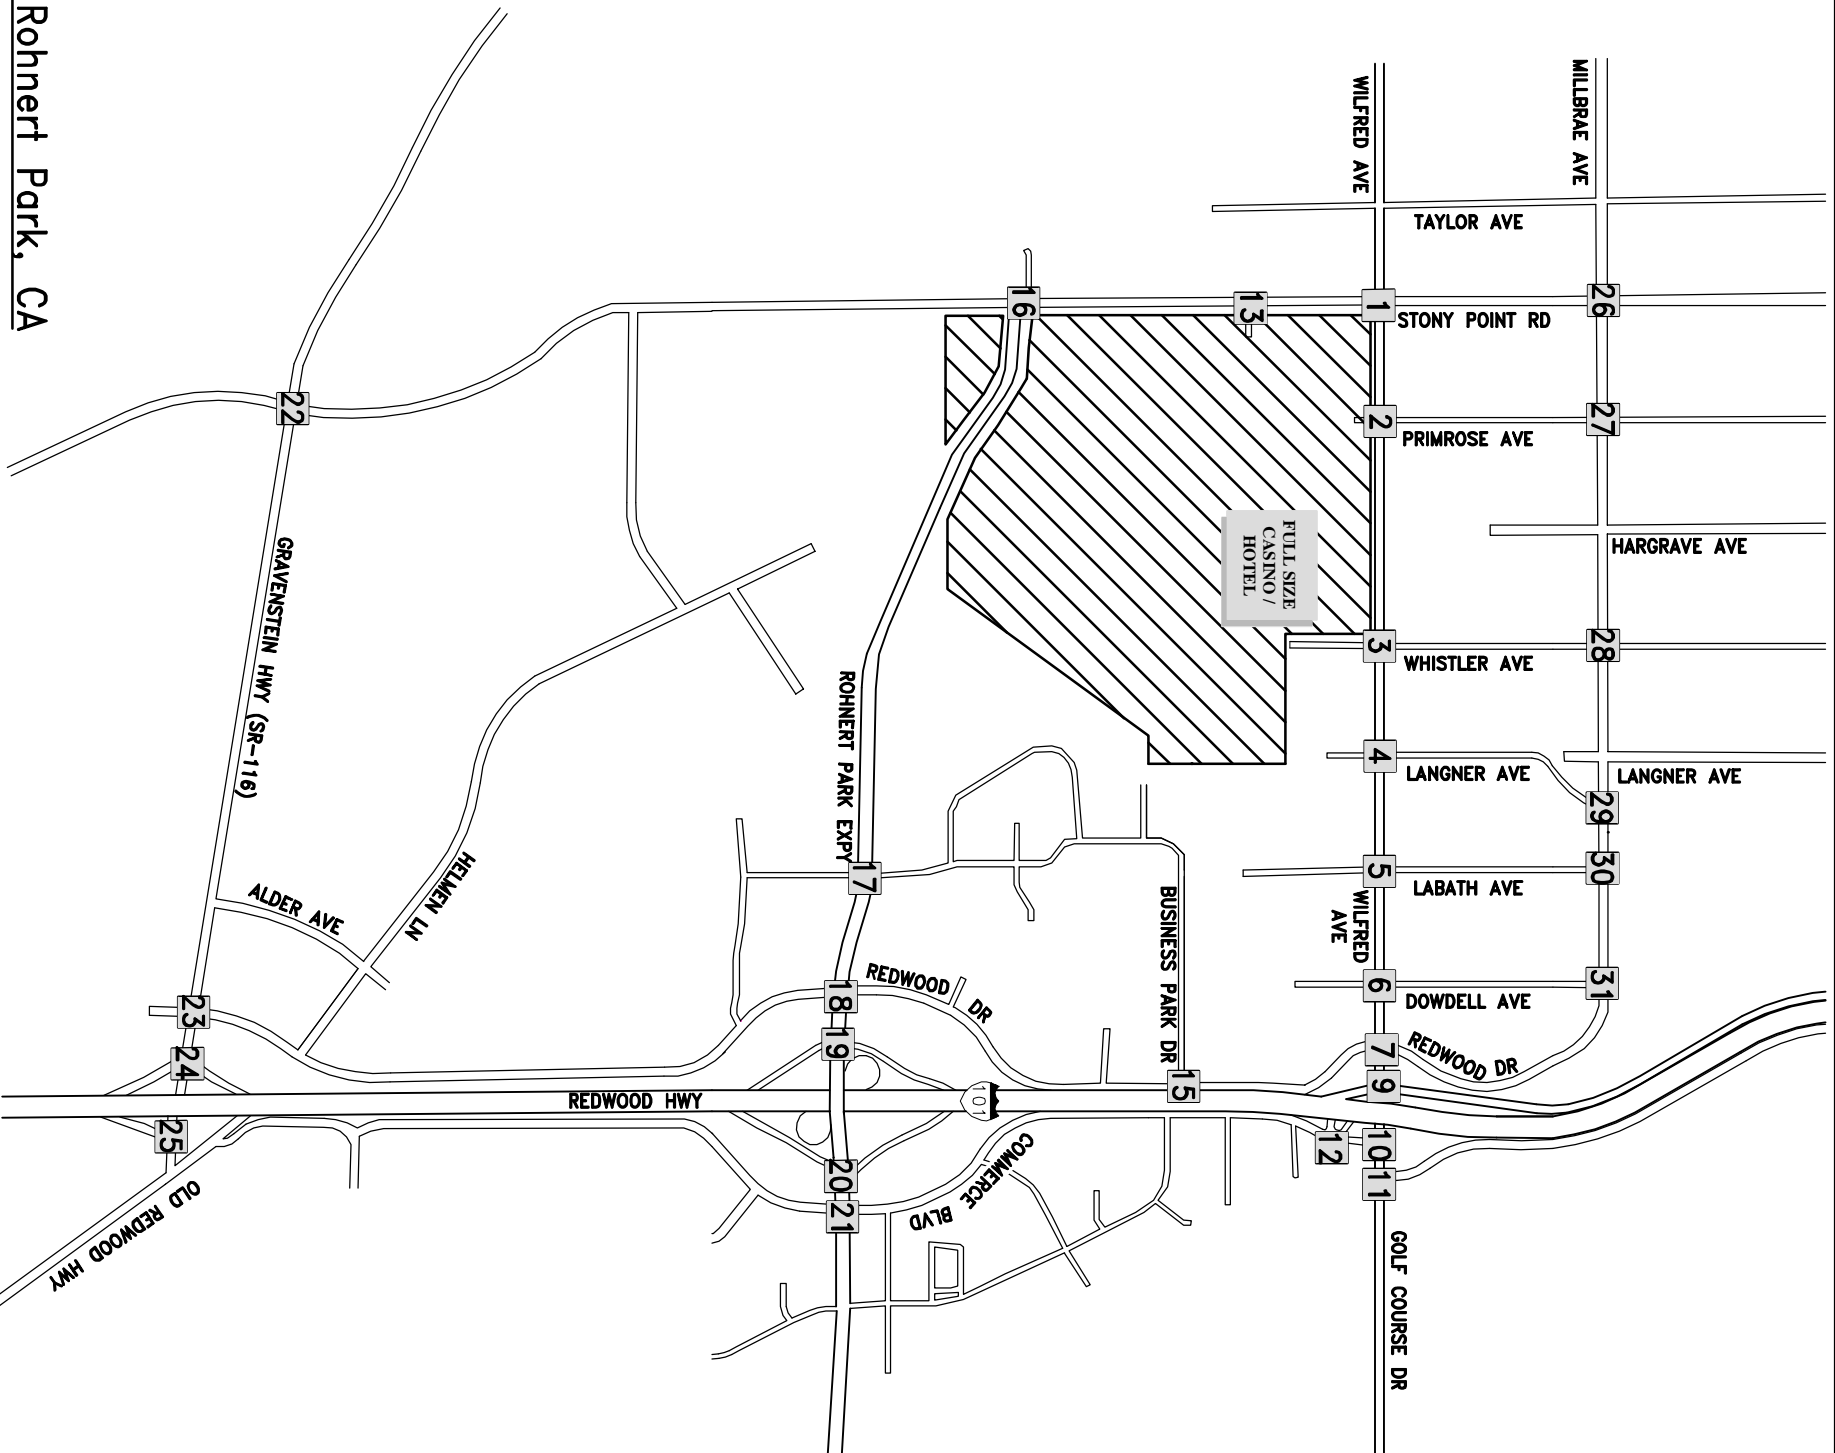 Rohnert Park, CA
MILLBRAE AVE
WILFRED AVE
TAYLOR AVE
16
13
1
STONY POINT RD
26
22
2
PRIMROSE AVE
27
FULL SIZE
CASINO /
HOTEL
HARGRAVE AVE
3
WHISTLER AVE
28
GRAVENSTEIN HWY (SR-116)
ROHNERT PARK EXPY
4
LANGNER AVE
LANGNER AVE
29
17
5
LABATH AVE
30
WILFRED
AVE
BUSINESS PARK DR
HELMEN LN
ALDER AVE
6
DOWDELL AVE
31
REDWOOD DR
18
23
19
24
7
REDWOOD DR
9
15
REDWOOD HWY
101
25
12
10
11
COMMERCE BLVD
20
21
OLD REDWOOD HWY
GOLF COURSE DR